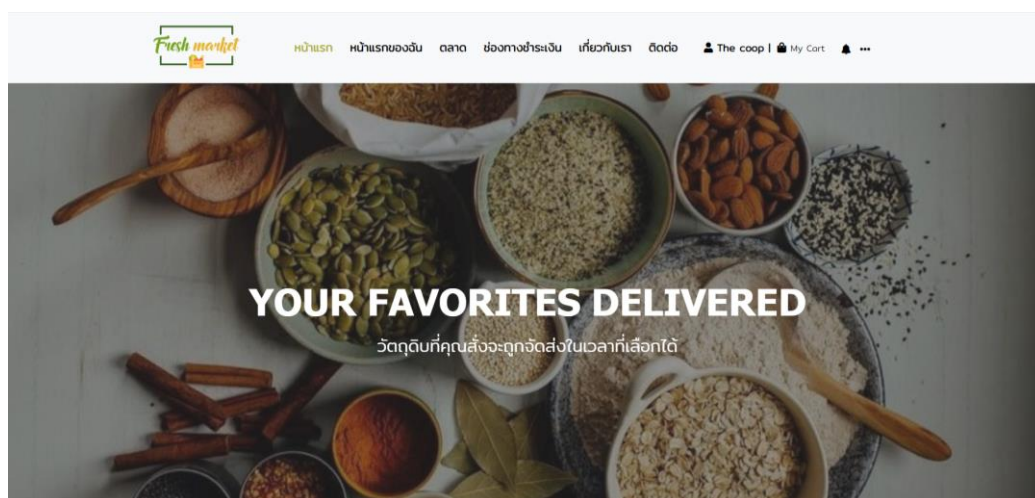 Fresh market
หน้าแรก หน้าแรกของฉัน ตลาด ช่องทางชำระเงิน เกี่ยวกับเรา ติดต่อ The coop | My Cart
YOUR FAVORITES DELIVERED
วัตถุดิบที่คุณสั่งจะถูกจัดส่งในเวลาที่เลือกได้